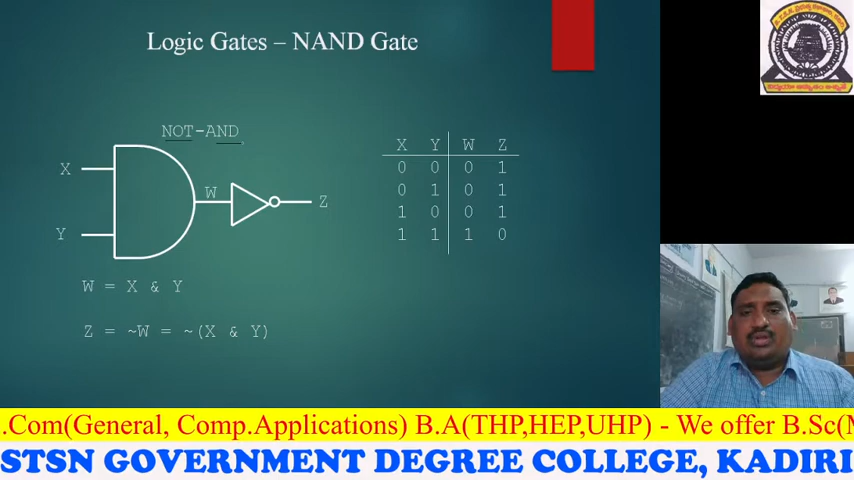 Logic Gates – NAND Gate
NOT-AND
X
Y
W
Z
X Y W Z
0 0 0 1
0 1 0 1
1 0 0 1
1 1 1 0
W = X & Y
Z = ~W = ~(X & Y)
.Com(General, Comp.Applications) B.A(THP,HEP,UHP) - We offer B.Sc(M
STSN GOVERNMENT DEGREE COLLEGE, KADIRI